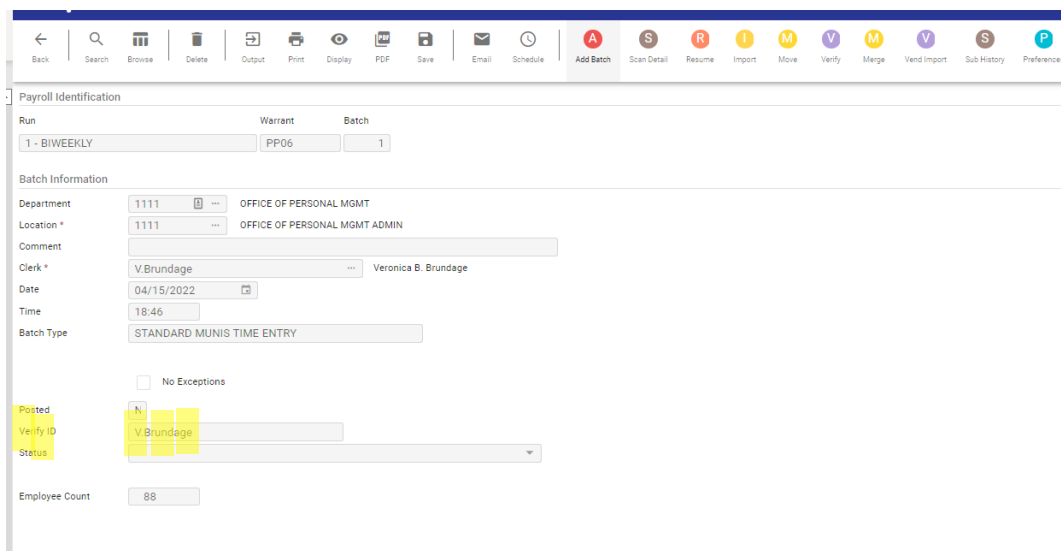 Back Search Browse Delete Output Print Display PDF Save Email Schedule Add Batch Scan Detail Resume Import Move Verify Merge Vend Import Sub History Preference
Payroll Identification
Run Warrant Batch
1 - BIWEEKLY PP06 1
Batch Information
Department 1111 OFFICE OF PERSONAL MGMT
Location * 1111 OFFICE OF PERSONAL MGMT ADMIN
Comment
Clerk * V.Brundage Veronica B. Brundage
Date 04/15/2022
Time 18:46
Batch Type STANDARD MUNIS TIME ENTRY
No Exceptions
Posted N
Verify ID V.Brundage
Status
Employee Count 88